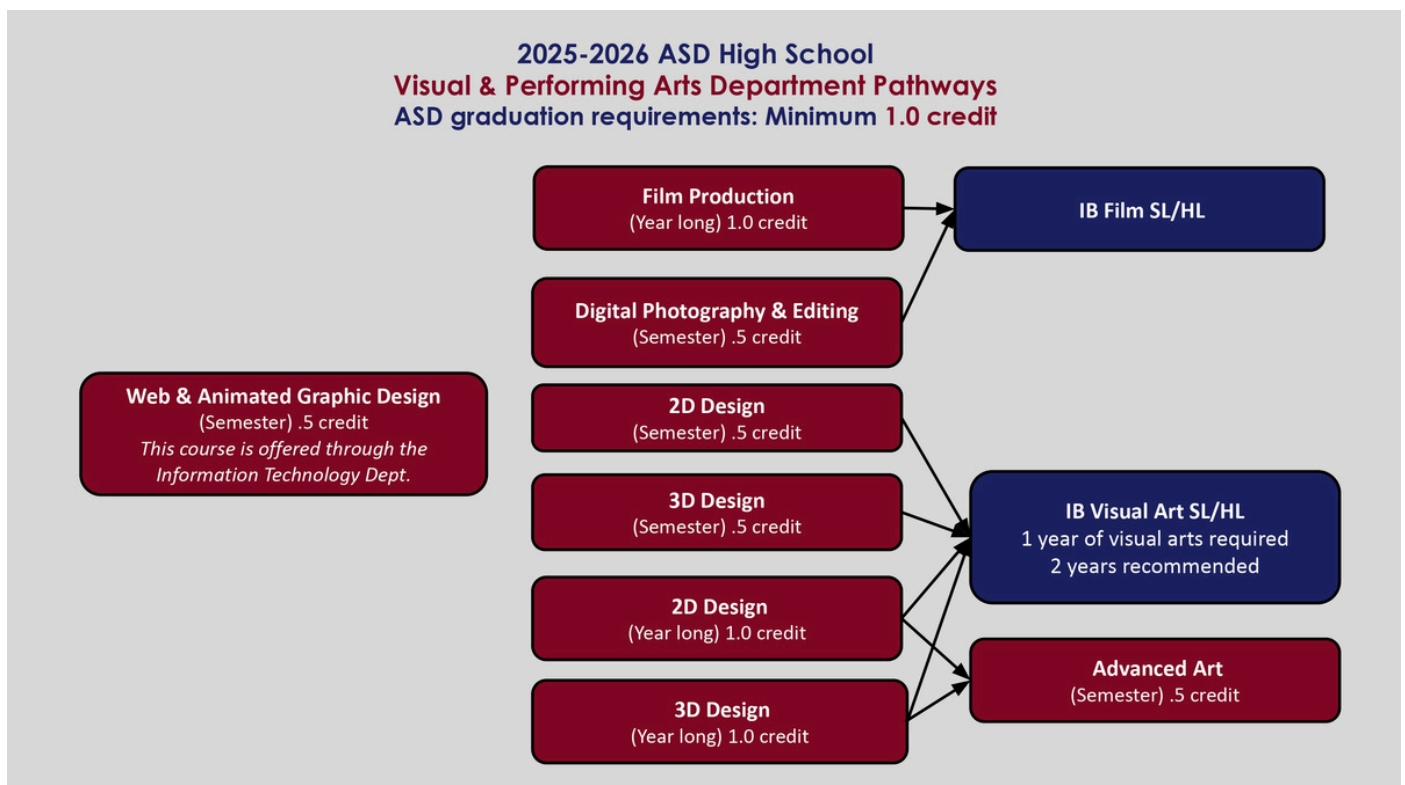 2025-2026 ASD High School
Visual & Performing Arts Department Pathways
ASD graduation requirements: Minimum 1.0 credit
Film Production
(Year long) 1.0 credit
IB Film SL/HL
Digital Photography & Editing
(Semester) .5 credit
Web & Animated Graphic Design
(Semester) .5 credit
This course is offered through the
Information Technology Dept.
2D Design
(Semester) .5 credit
3D Design
(Semester) .5 credit
IB Visual Art SL/HL
1 year of visual arts required
2 years recommended
2D Design
(Year long) 1.0 credit
Advanced Art
(Semester) .5 credit
3D Design
(Year long) 1.0 credit